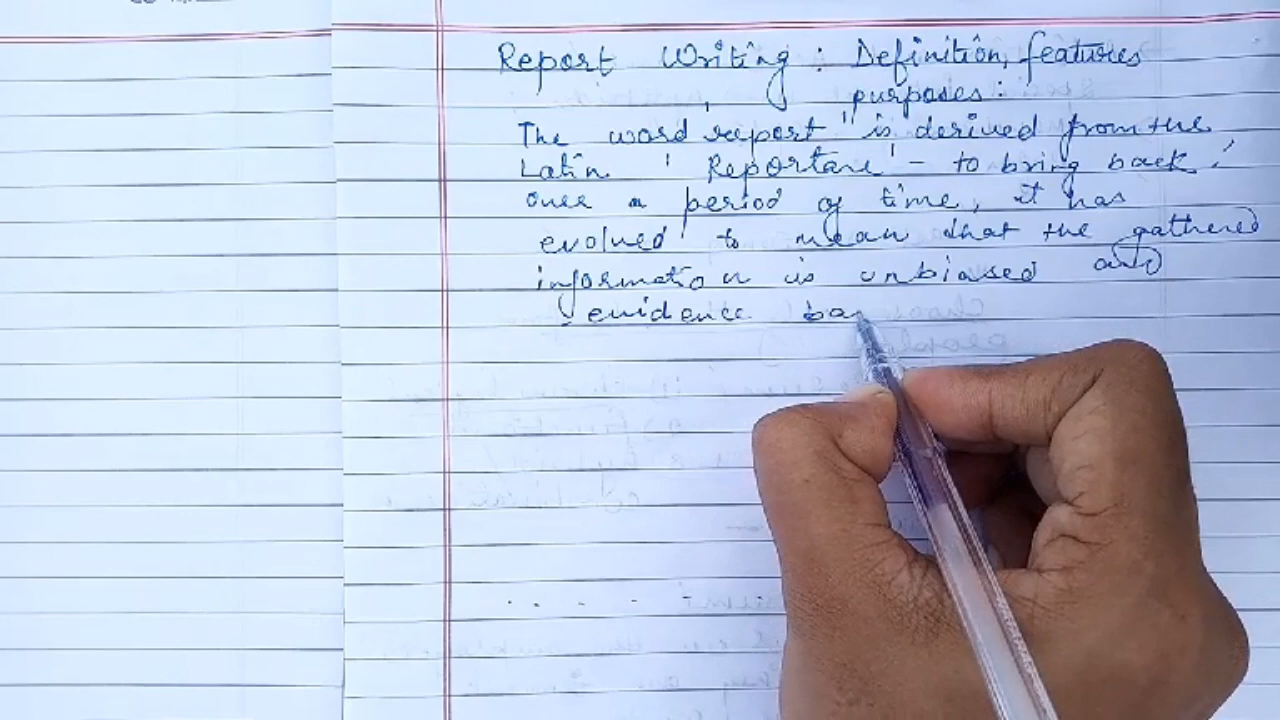 Report Writing : Definition, features
purposes:
The word report" is derived from the
Latin ' Reportare' - to bring back.'
over a period of time, it has
evolved to mean that the gathered
information is unbiased and
evidence bas